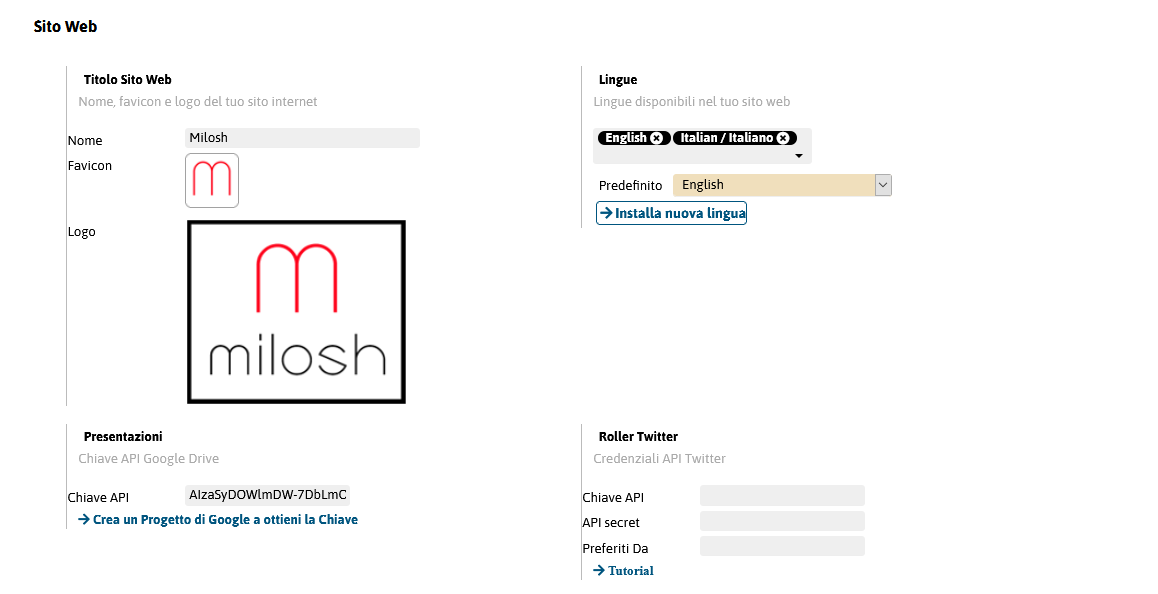 Sito Web
Titolo Sito Web
Nome, favicon e logo del tuo sito internet
Nome
Milosh
Favicon
m
Logo
m
milosh
Lingue
Lingue disponibili nel tuo sito web
English
Italian / Italiano
Predefinito
English
Installa nuova lingua
Presentazioni
Chiave API Google Drive
Chiave API
AIzaSyDOWlmDW-7DbLmC
Crea un Progetto di Google a ottieni la Chiave
Roller Twitter
Credenziali API Twitter
Chiave API
API secret
Preferiti Da
Tutorial